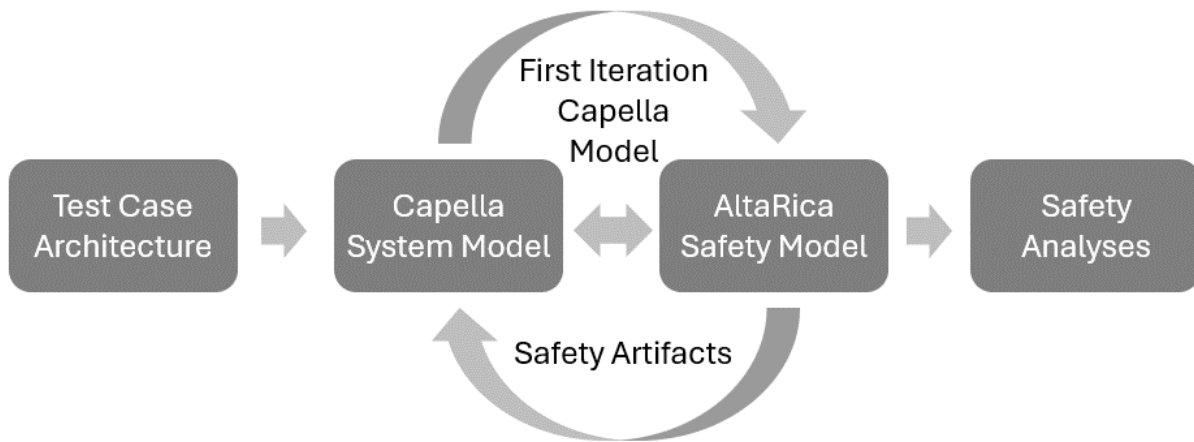 First Iteration
Capella
Model
Test Case
Architecture
Capella
System Model
AltaRica
Safety Model
Safety
Analyses
Safety Artifacts